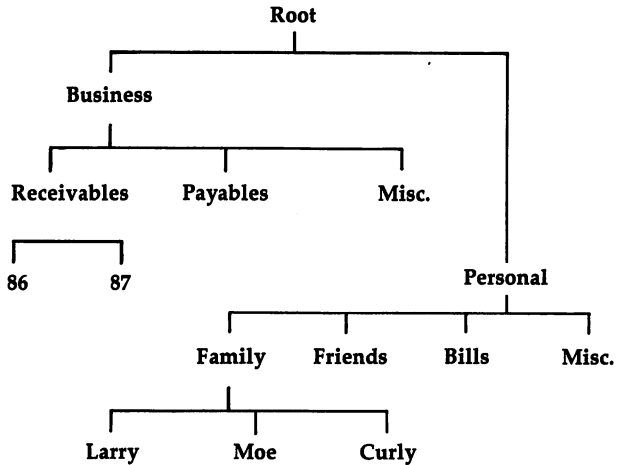 Root
Business
Receivables Payables Misc.
86 87
Personal
Family Friends Bills Misc.
Larry Moe Curly